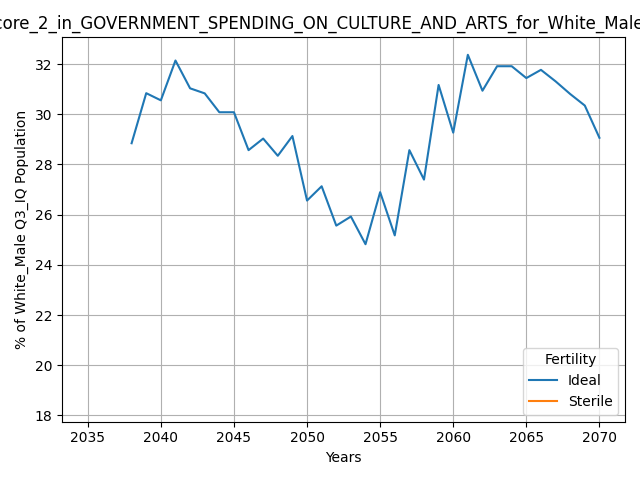 core_2_in_GOVERNMENT_SPENDING_ON_CULTURE_AND_ARTS_for_White_Male
% of White_Male Q3_IQ Population
32
30
28
26
24
22
20
18
Fertility
Ideal
Sterile
2035 2040 2045 2050 2055 2060 2065 2070
Years